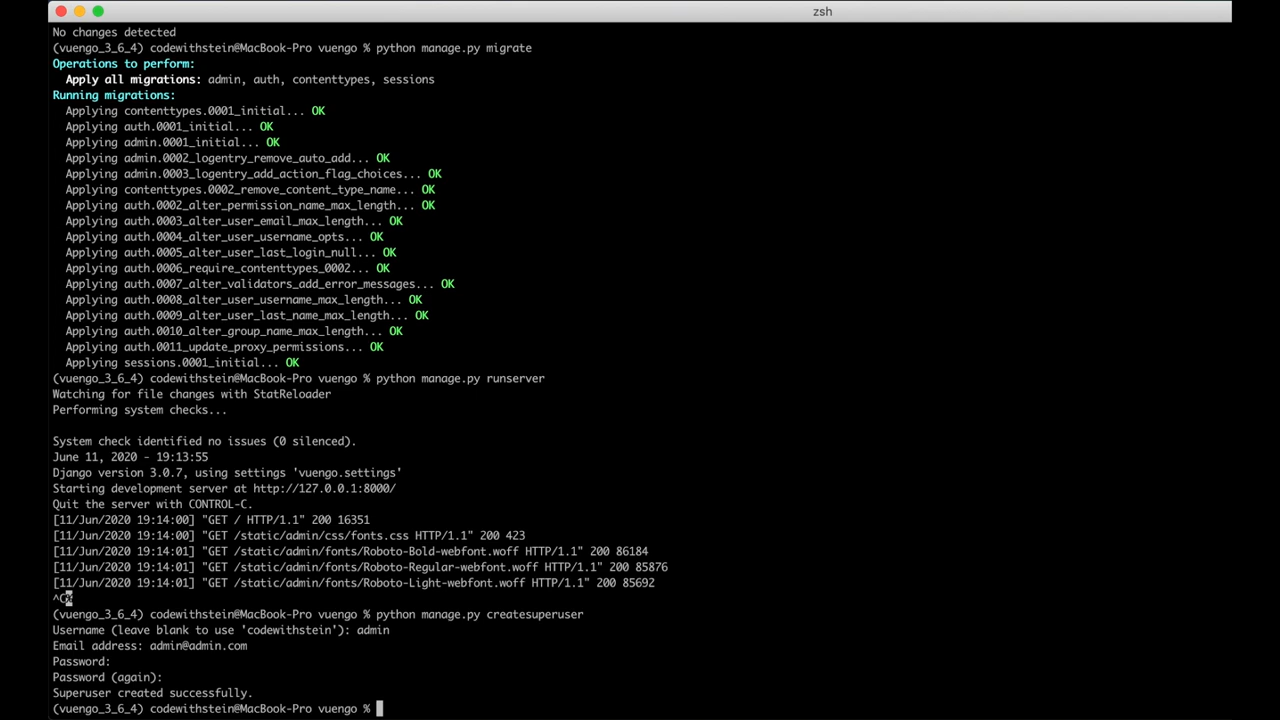 zsh
No changes detected
(vuengo_3_6_4) codewithstein@MacBook-Pro vuengo % python manage.py migrate
Operations to perform:
  Apply all migrations: admin, auth, contenttypes, sessions
Running migrations:
  Applying contenttypes.0001_initial... OK
  Applying auth.0001_initial... OK
  Applying admin.0001_initial... OK
  Applying admin.0002_logentry_remove_auto_add... OK
  Applying admin.0003_logentry_add_action_flag_choices... OK
  Applying contenttypes.0002_remove_content_type_name... OK
  Applying auth.0002_alter_permission_name_max_length... OK
  Applying auth.0003_alter_user_email_max_length... OK
  Applying auth.0004_alter_user_username_opts... OK
  Applying auth.0005_alter_user_last_login_null... OK
  Applying auth.0006_require_contenttypes_0002... OK
  Applying auth.0007_alter_validators_add_error_messages... OK
  Applying auth.0008_alter_user_username_max_length... OK
  Applying auth.0009_alter_user_last_name_max_length... OK
  Applying auth.0010_alter_group_name_max_length... OK
  Applying auth.0011_update_proxy_permissions... OK
  Applying sessions.0001_initial... OK
(vuengo_3_6_4) codewithstein@MacBook-Pro vuengo % python manage.py runserver
Watching for file changes with StatReloader
Performing system checks...

System check identified no issues (0 silenced).
June 11, 2020 - 19:13:55
Django version 3.0.7, using settings 'vuengo.settings'
Starting development server at http://127.0.0.1:8000/
Quit the server with CONTROL-C.
[11/Jun/2020 19:14:00] "GET / HTTP/1.1" 200 16351
[11/Jun/2020 19:14:00] "GET /static/admin/css/fonts.css HTTP/1.1" 200 423
[11/Jun/2020 19:14:01] "GET /static/admin/fonts/Roboto-Bold-webfont.woff HTTP/1.1" 200 86184
[11/Jun/2020 19:14:01] "GET /static/admin/fonts/Roboto-Regular-webfont.woff HTTP/1.1" 200 85876
[11/Jun/2020 19:14:01] "GET /static/admin/fonts/Roboto-Light-webfont.woff HTTP/1.1" 200 85692
^C%
(vuengo_3_6_4) codewithstein@MacBook-Pro vuengo % python manage.py createsuperuser
Username (leave blank to use 'codewithstein'): admin
Email address: admin@admin.com
Password:
Password (again):
Superuser created successfully.
(vuengo_3_6_4) codewithstein@MacBook-Pro vuengo %